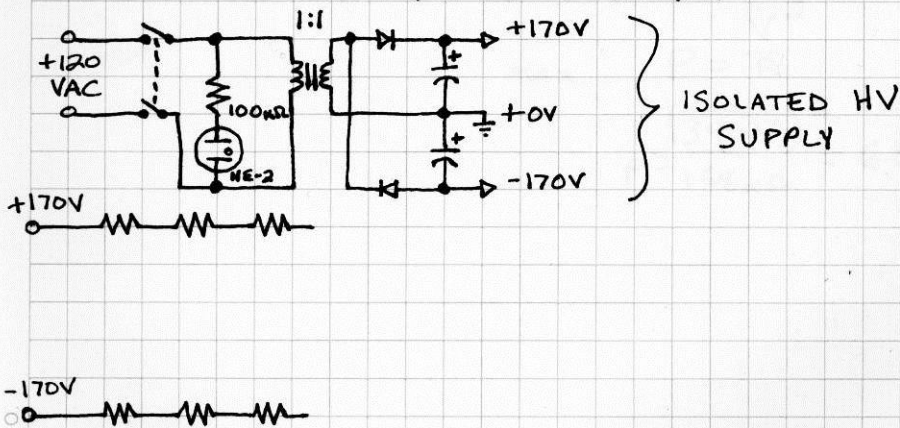 1:1
+120
VAC
100KΩ
NE-2
+170V
+0V
-170V
ISOLATED HV
SUPPLY
+170V
-170V